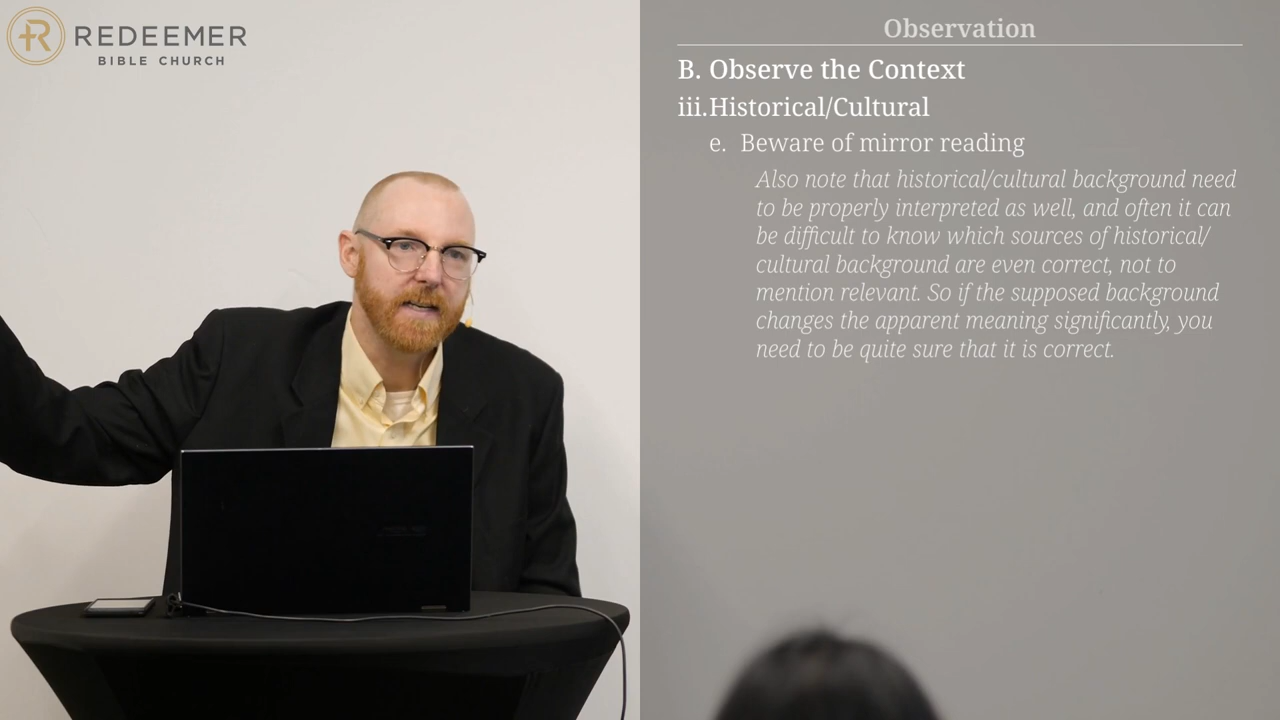 REDEEMER
BIBLE CHURCH
Observation
B. Observe the Context
iii. Historical/Cultural
e. Beware of mirror reading
Also note that historical/cultural background need
to be properly interpreted as well, and often it can
be difficult to know which sources of historical/
cultural background are even correct, not to
mention relevant. So if the supposed background
changes the apparent meaning significantly, you
need to be quite sure that it is correct.